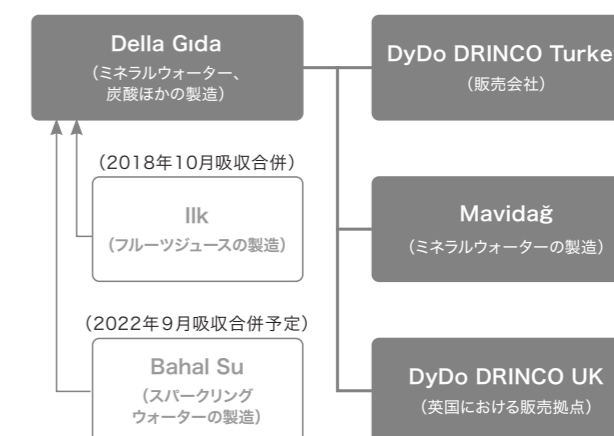 Della Gıda
（ミネラルウォーター、
炭酸ほかの製造）
（2018年10月吸収合併）
Ilk
（フルーツジュースの製造）
（2022年9月吸収合併予定）
Bahal Su
（スパークリング
ウォーターの製造）
DyDo DRINCO Turke
（販売会社）
Mavidağ
（ミネラルウォーターの製造）
DyDo DRINCO UK
（英国における販売拠点）